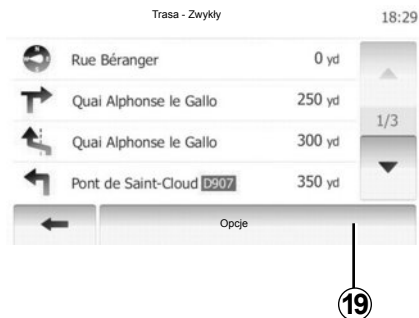 Trasa - Zwykły 18:29
Rue Béranger 0 yd
Quai Alphonse le Gallo 250 yd
1/3
Quai Alphonse le Gallo 300 yd
Pont de Saint-Cloud D907 350 yd
Opcje
19